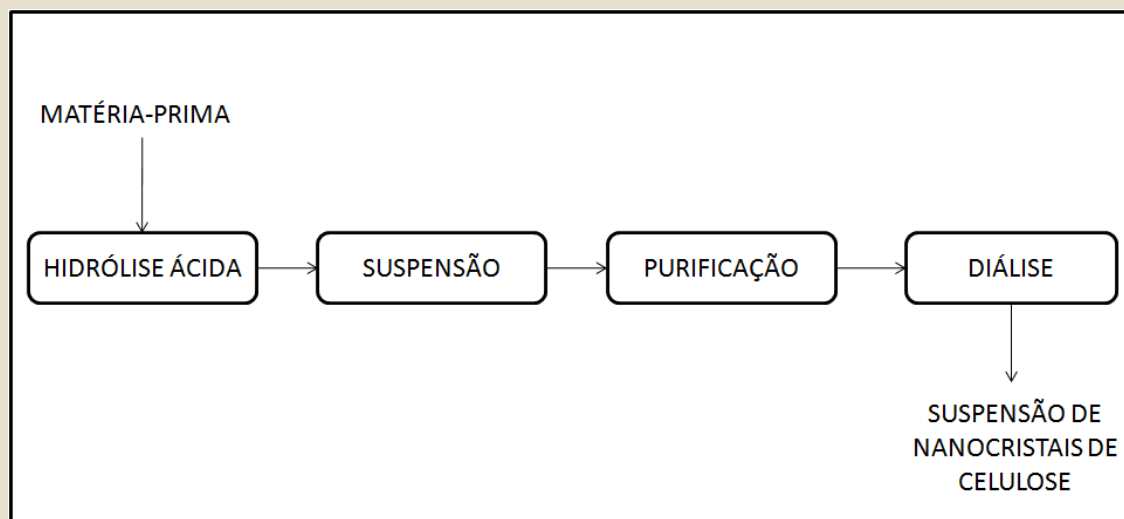 MATÉRIA-PRIMA
HIDRÓLISE ÁCIDA
SUSPENSÃO
PURIFICAÇÃO
DIÁLISE
SUSPENSÃO DE
NANOCRISTAIS DE
CELULOSE